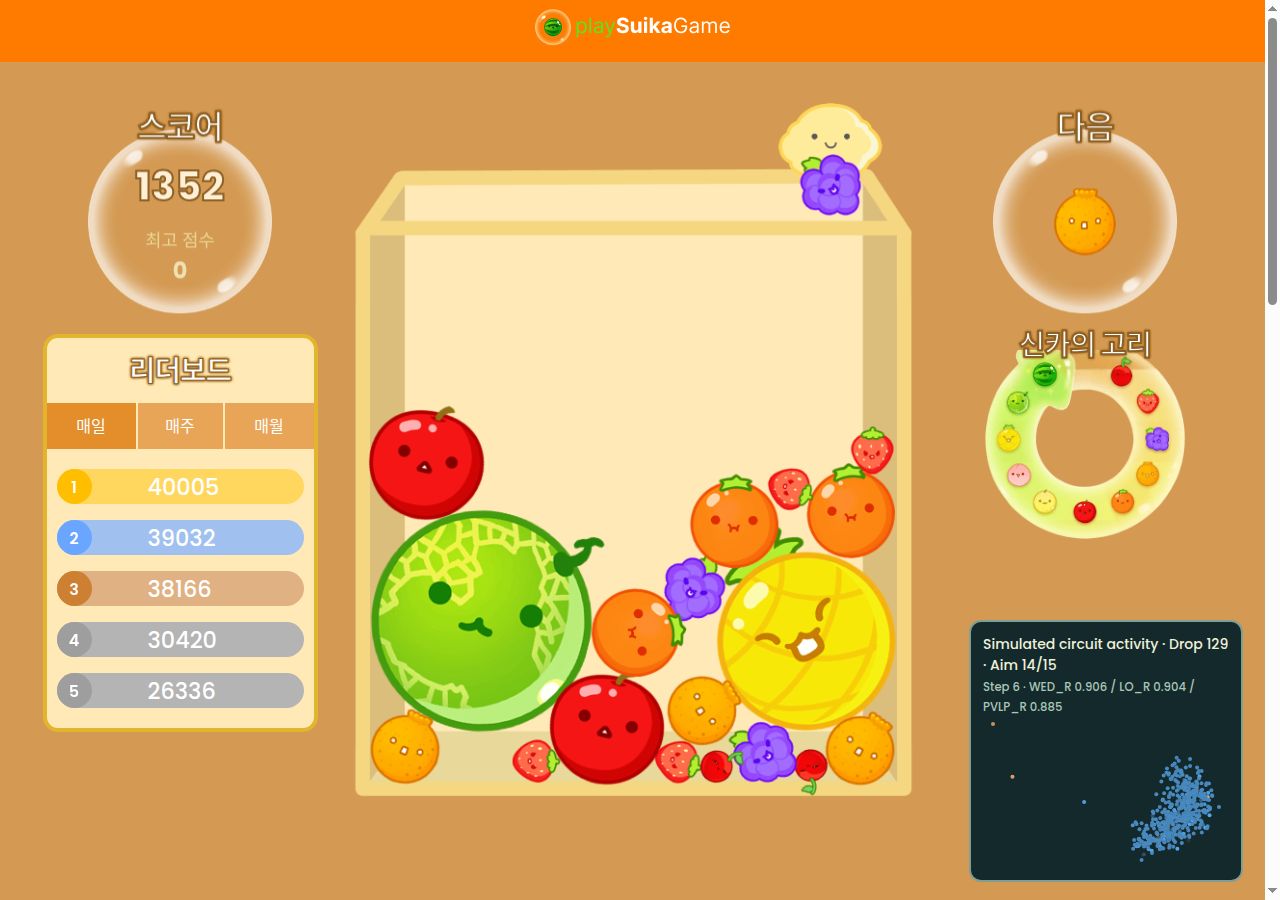 playSuikaGame
스코어
1352
최고 점수
0
다음
신카의 고리
리더보드
매일 매주 매월
1 40005
2 39032
3 38166
4 30420
5 26336
Simulated circuit activity · Drop 129
· Aim 14/15
Step 6 · WED_R 0.906 / LO_R 0.904 /
PVLP_R 0.885